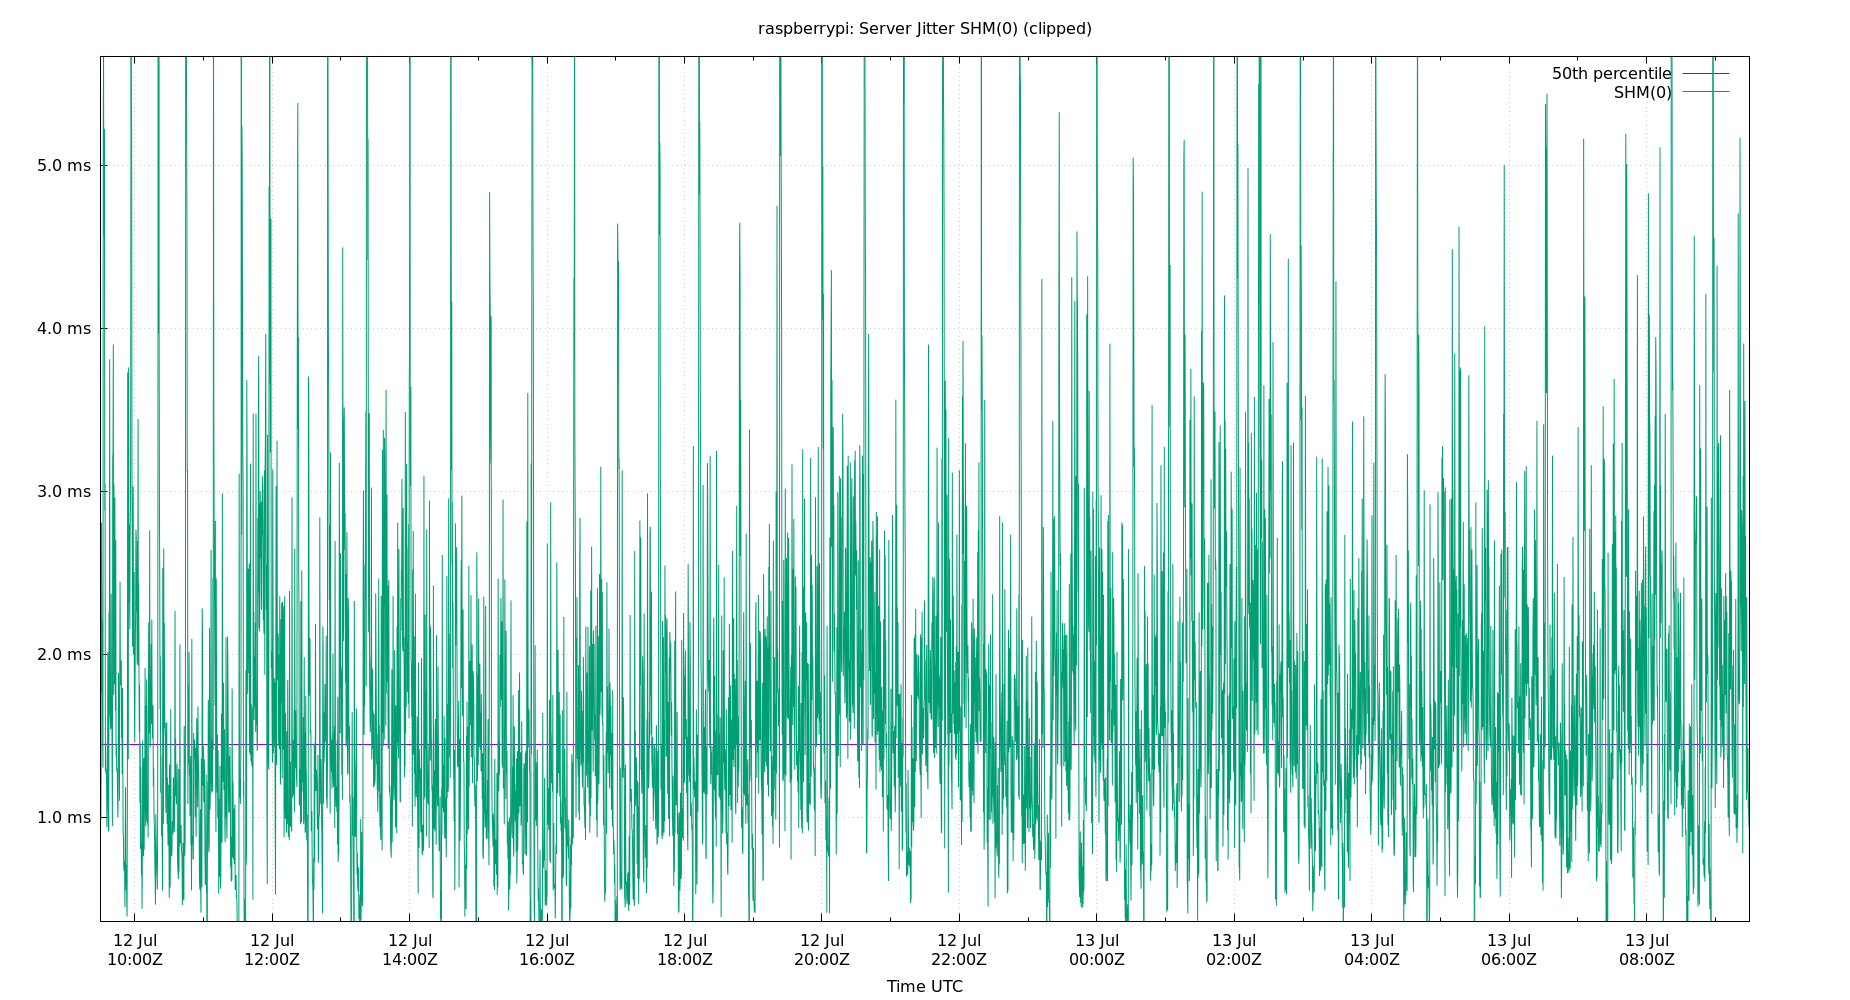 raspberrypi: Server Jitter SHM(0) (clipped)
50th percentile
SHM(0)
5.0 ms
4.0 ms
3.0 ms
2.0 ms
1.0 ms
12 Jul 12 Jul 12 Jul 12 Jul 12 Jul 12 Jul 12 Jul 13 Jul 13 Jul 13 Jul 13 Jul 13 Jul
10:00Z 12:00Z 14:00Z 16:00Z 18:00Z 20:00Z 22:00Z 00:00Z 02:00Z 04:00Z 06:00Z 08:00Z
Time UTC